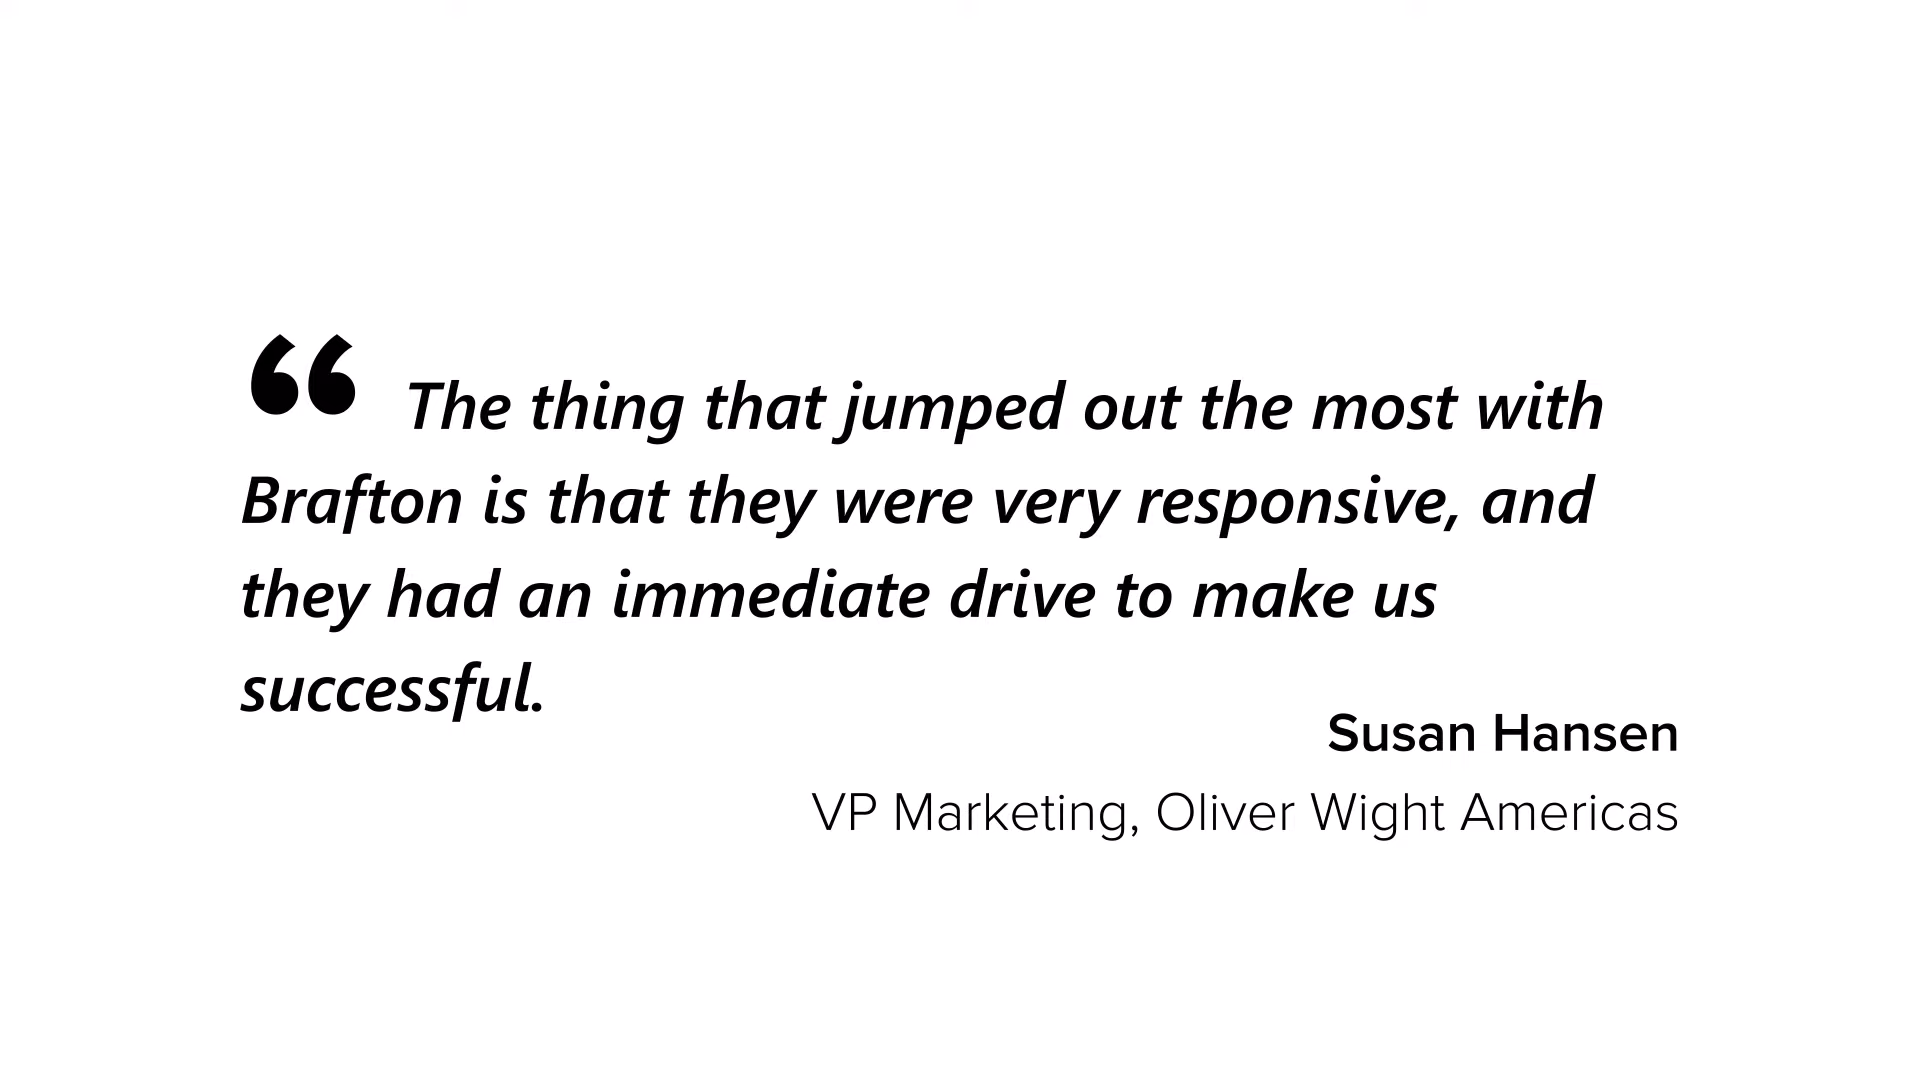 “ The thing that jumped out the most with
Brafton is that they were very responsive, and
they had an immediate drive to make us
successful.
Susan Hansen
VP Marketing, Oliver Wight Americas